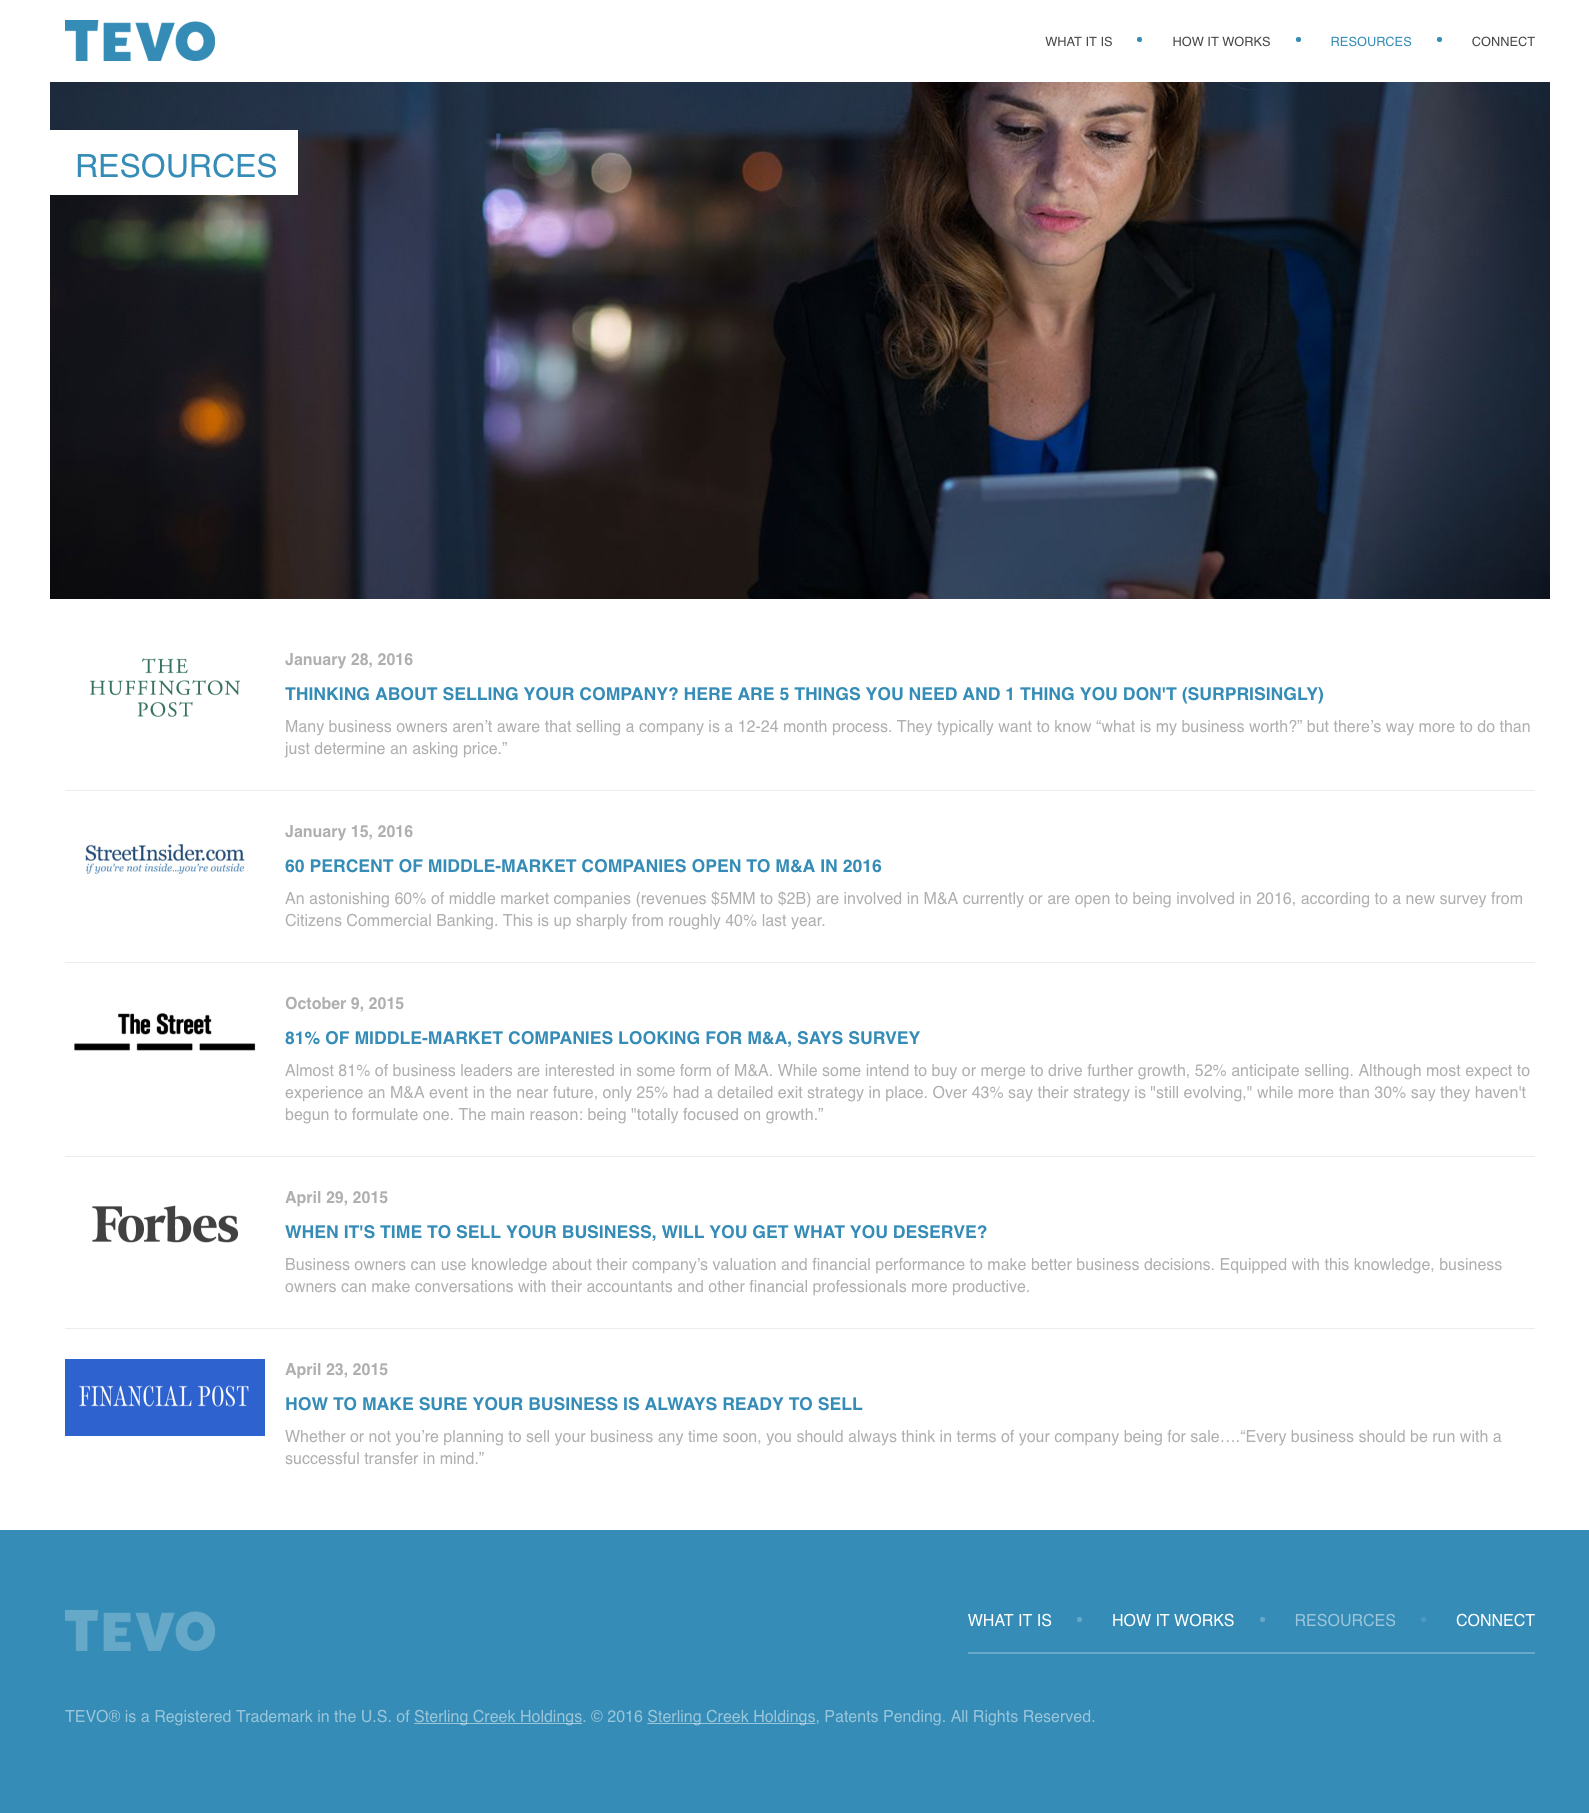 TEVO
WHAT IT IS • HOW IT WORKS • RESOURCES • CONNECT
RESOURCES
THE
HUFFINGTON
POST
January 28, 2016
THINKING ABOUT SELLING YOUR COMPANY? HERE ARE 5 THINGS YOU NEED AND 1 THING YOU DON'T (SURPRISINGLY)
Many business owners aren’t aware that selling a company is a 12-24 month process. They typically want to know “what is my business worth?” but there’s way more to do than
just determine an asking price.”
StreetInsider.com
if you're not inside...you're outside
January 15, 2016
60 PERCENT OF MIDDLE-MARKET COMPANIES OPEN TO M&A IN 2016
An astonishing 60% of middle market companies (revenues $5MM to $2B) are involved in M&A currently or are open to being involved in 2016, according to a new survey from
Citizens Commercial Banking. This is up sharply from roughly 40% last year.
The Street
October 9, 2015
81% OF MIDDLE-MARKET COMPANIES LOOKING FOR M&A, SAYS SURVEY
Almost 81% of business leaders are interested in some form of M&A. While some intend to buy or merge to drive further growth, 52% anticipate selling. Although most expect to
experience an M&A event in the near future, only 25% had a detailed exit strategy in place. Over 43% say their strategy is "still evolving," while more than 30% say they haven't
begun to formulate one. The main reason: being "totally focused on growth.”
Forbes
April 29, 2015
WHEN IT'S TIME TO SELL YOUR BUSINESS, WILL YOU GET WHAT YOU DESERVE?
Business owners can use knowledge about their company’s valuation and financial performance to make better business decisions. Equipped with this knowledge, business
owners can make conversations with their accountants and other financial professionals more productive.
FINANCIAL POST
April 23, 2015
HOW TO MAKE SURE YOUR BUSINESS IS ALWAYS READY TO SELL
Whether or not you’re planning to sell your business any time soon, you should always think in terms of your company being for sale….“Every business should be run with a
successful transfer in mind.”
TEVO
WHAT IT IS • HOW IT WORKS • RESOURCES • CONNECT
TEVO® is a Registered Trademark in the U.S. of Sterling Creek Holdings. © 2016 Sterling Creek Holdings, Patents Pending. All Rights Reserved.